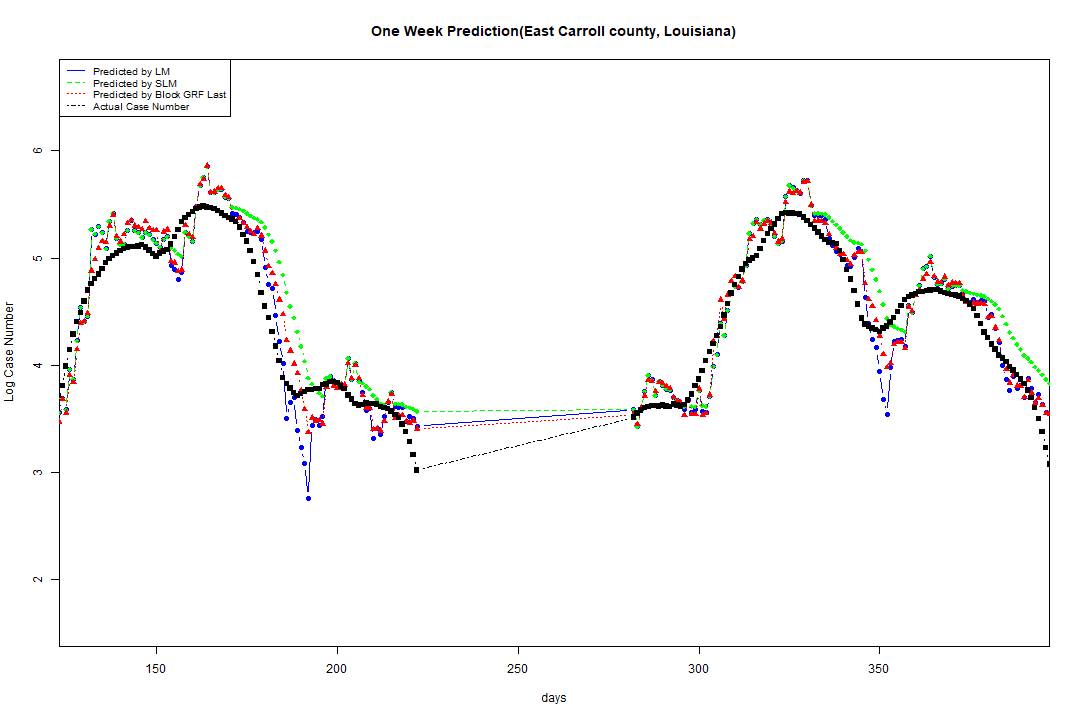 One Week Prediction(East Carroll county, Louisiana)
Predicted by LM
Predicted by SLM
Predicted by Block GRF Last
Actual Case Number
Log Case Number
6
5
4
3
2
150 200 250 300 350
days